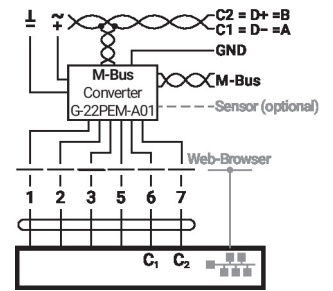 ⊥ ~ C2 = D+ =B
− + C1 = D− =A
GND
M-Bus
Converter
G-22PEM-A01
M-Bus
Sensor (optional)
Web-Browser
1 2 3 5 6 7
C1 C2